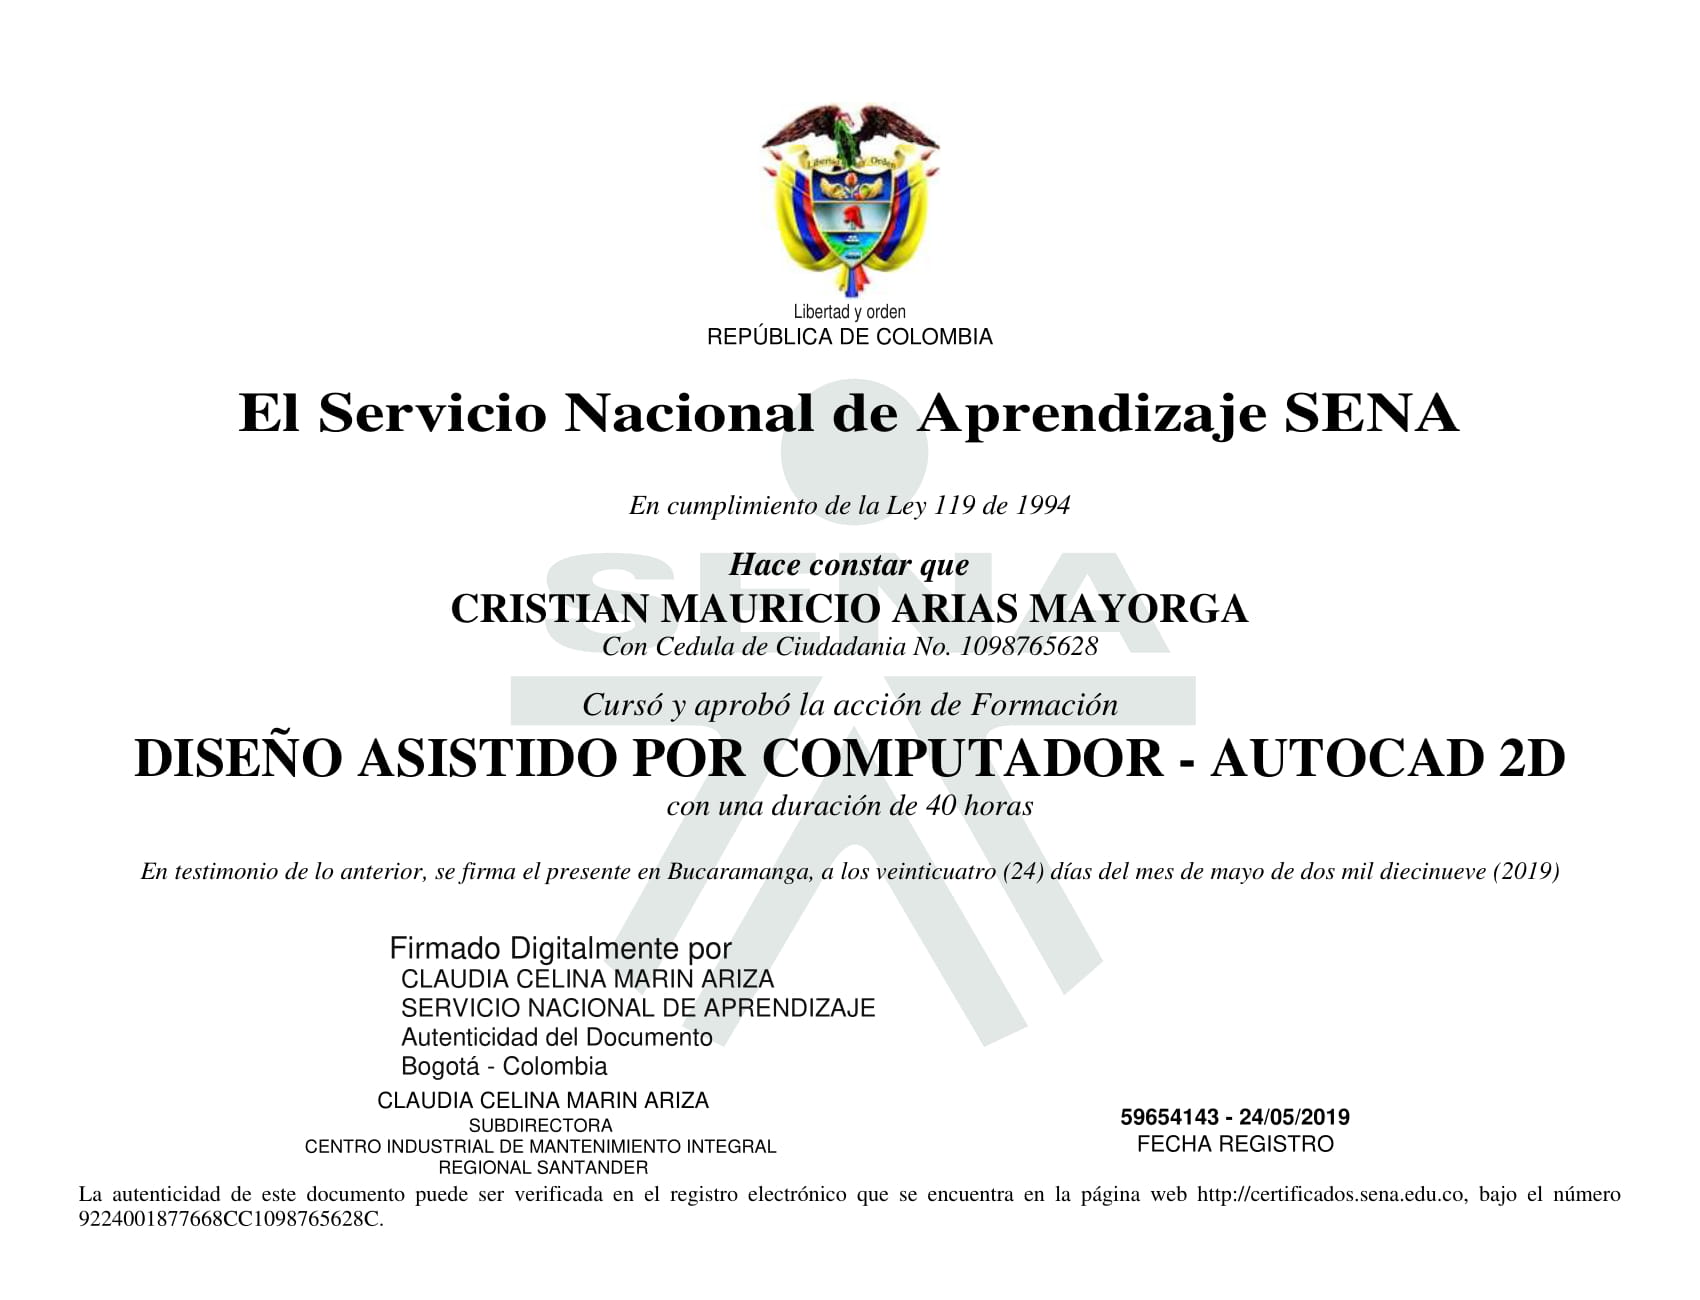 Libertad y Orden
Libertad y orden
REPÚBLICA DE COLOMBIA
El Servicio Nacional de Aprendizaje SENA
En cumplimiento de la Ley 119 de 1994
SENA
Hace constar que
CRISTIAN MAURICIO ARIAS MAYORGA
Con Cedula de Ciudadania No. 1098765628
Cursó y aprobó la acción de Formación
DISEÑO ASISTIDO POR COMPUTADOR - AUTOCAD 2D
con una duración de 40 horas
En testimonio de lo anterior, se firma el presente en Bucaramanga, a los veinticuatro (24) días del mes de mayo de dos mil diecinueve (2019)
Firmado Digitalmente por
CLAUDIA CELINA MARIN ARIZA
SERVICIO NACIONAL DE APRENDIZAJE
Autenticidad del Documento
Bogotá - Colombia
CLAUDIA CELINA MARIN ARIZA
SUBDIRECTORA
CENTRO INDUSTRIAL DE MANTENIMIENTO INTEGRAL
REGIONAL SANTANDER
59654143 - 24/05/2019
FECHA REGISTRO
La autenticidad de este documento puede ser verificada en el registro electrónico que se encuentra en la página web http://certificados.sena.edu.co, bajo el número
9224001877668CC1098765628C.